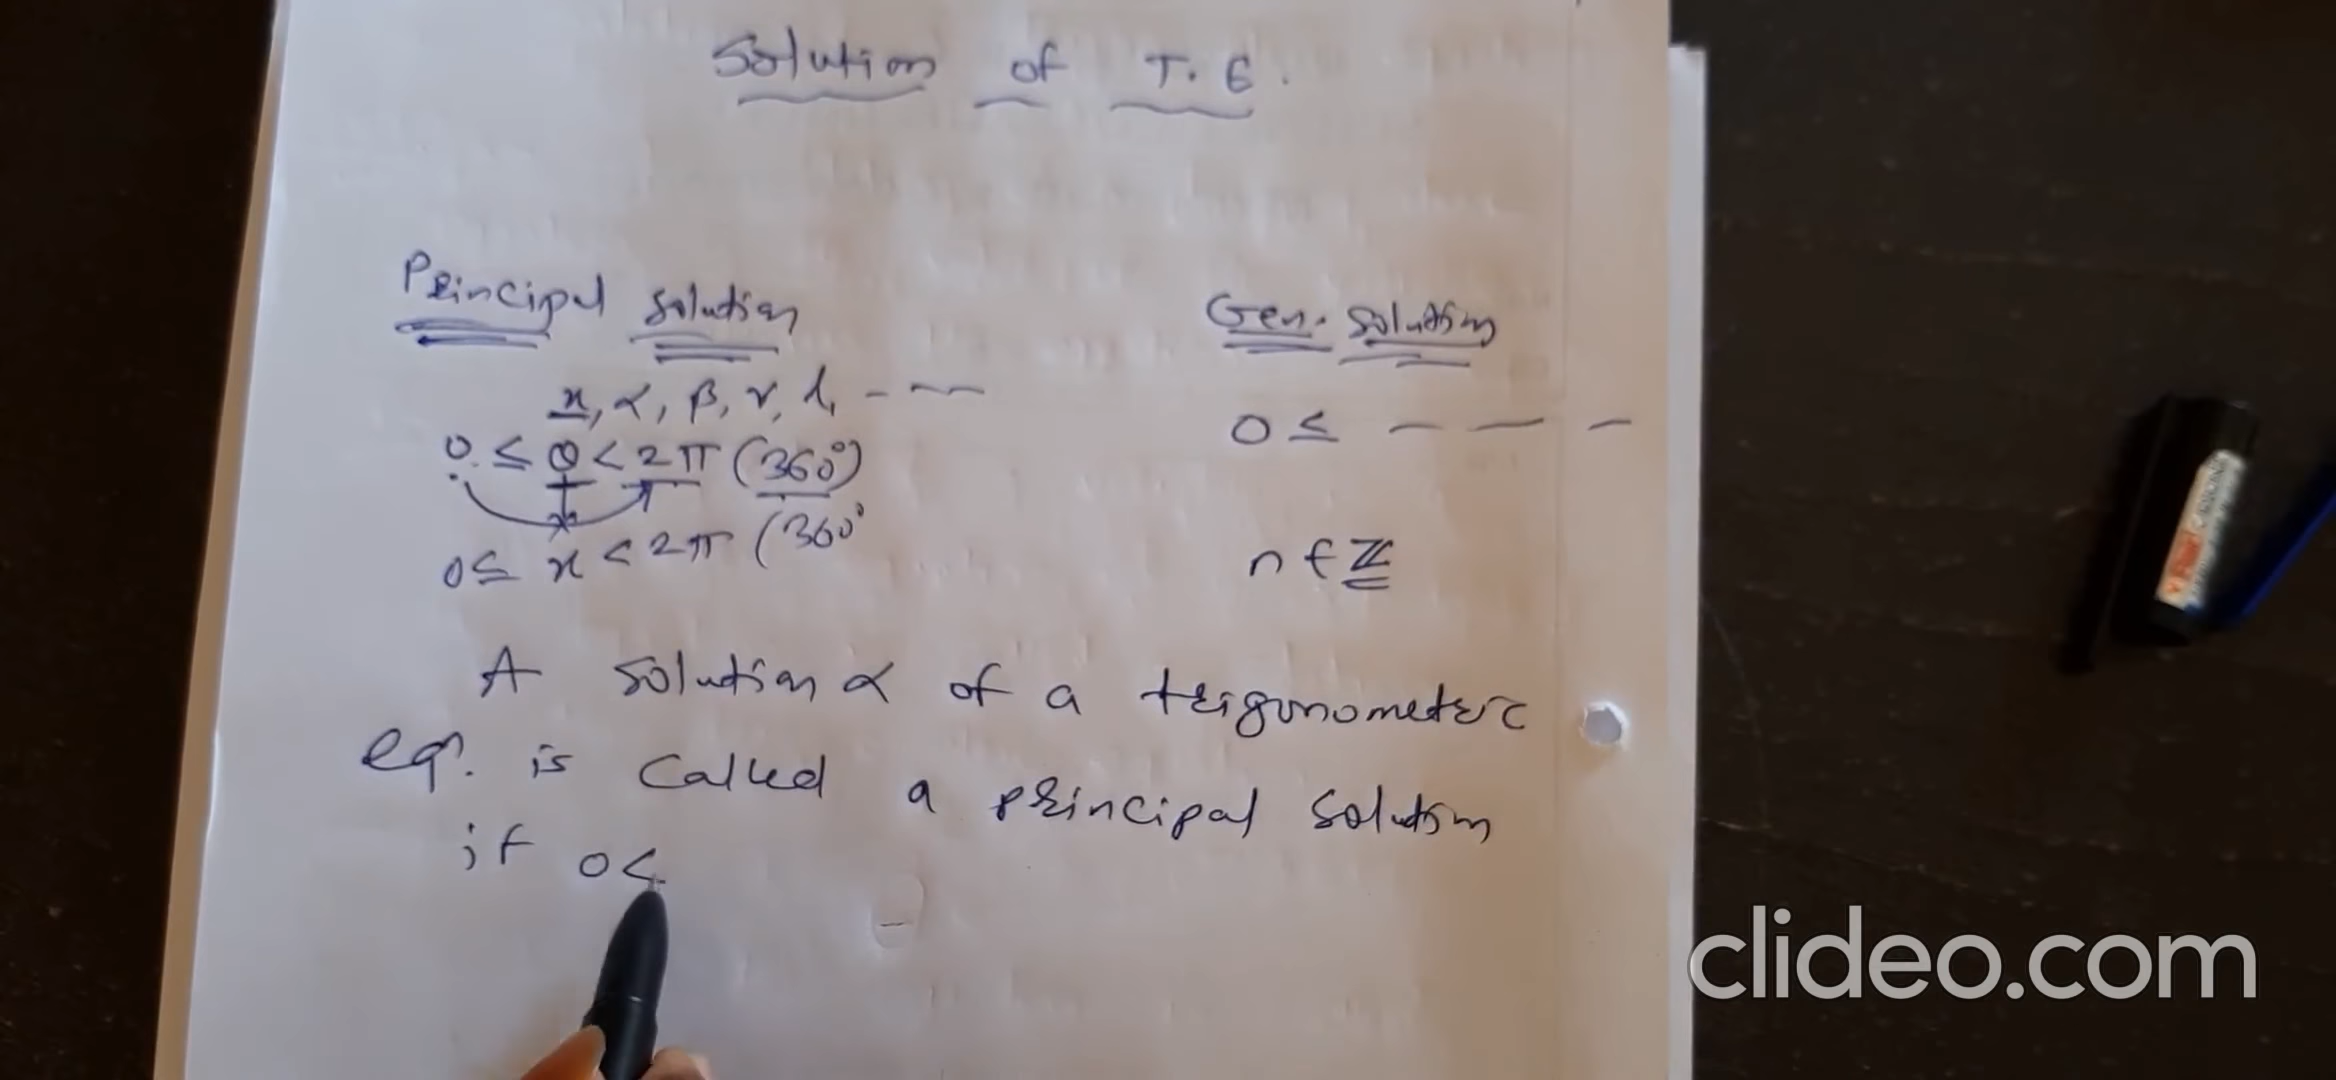 Solution of T. E.
Principal Solution
x, α, β, γ, λ, - — —
0 ≤ θ < 2π (360°)
x
0 ≤ x < 2π (360°
Gen. Solution
0 ≤ — — —
n ∈ ℤ
A Solution α of a trigonometric
eqn. is Called a principal Solution
if 0<
clideo.com